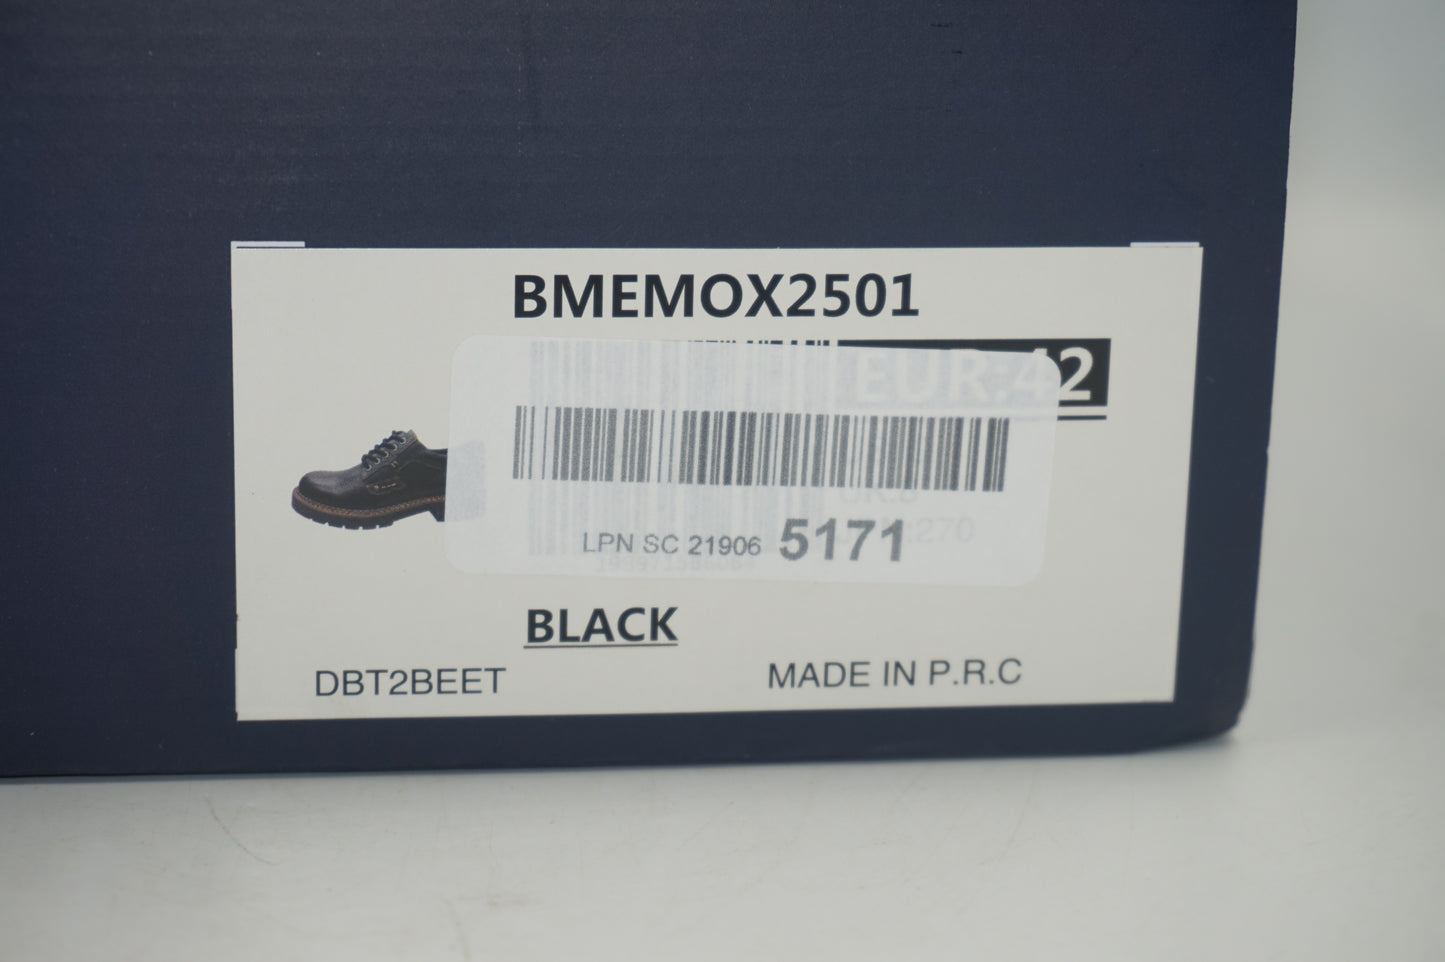 BMEMOX2501
EUR:42
LPN SC 21906 5171
BLACK
DBT2BEET
MADE IN P.R.C